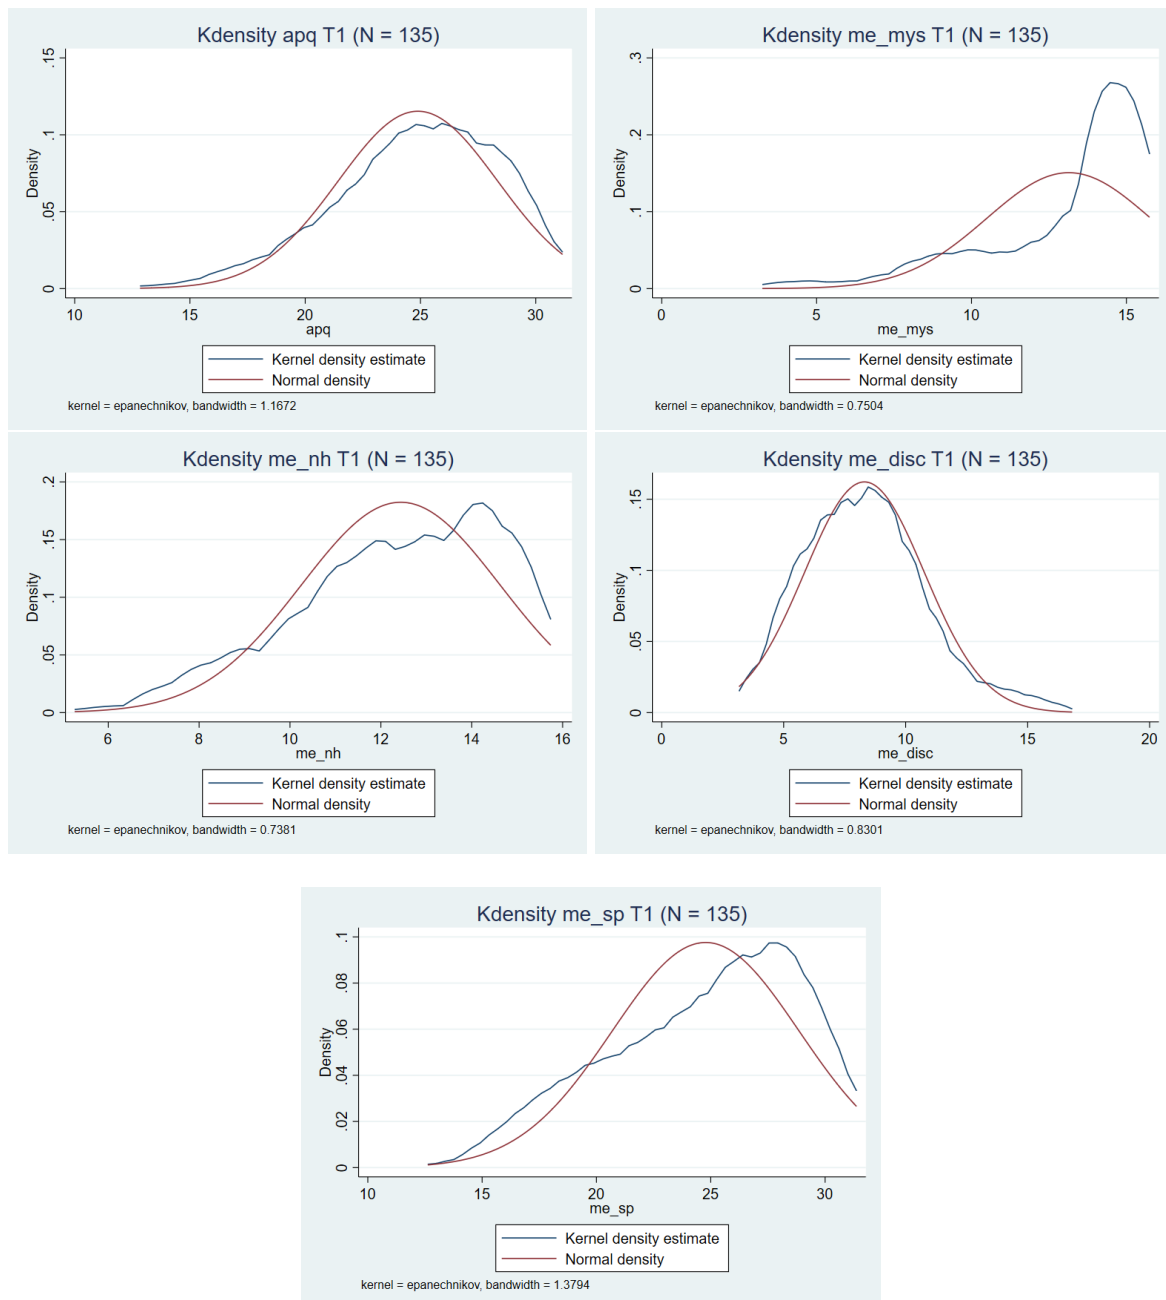 Kdensity apq T1 (N = 135)
.15
.1
.05
0
Density
10 15 20 25 30
apq
Kernel density estimate
Normal density
kernel = epanechnikov, bandwidth = 1.1672
Kdensity me_mys T1 (N = 135)
.3
.2
.1
0
Density
0 5 10 15
me_mys
Kernel density estimate
Normal density
kernel = epanechnikov, bandwidth = 0.7504
Kdensity me_nh T1 (N = 135)
.2
.15
.1
.05
0
Density
6 8 10 12 14 16
me_nh
Kernel density estimate
Normal density
kernel = epanechnikov, bandwidth = 0.7381
Kdensity me_disc T1 (N = 135)
.15
.1
.05
0
Density
0 5 10 15 20
me_disc
Kernel density estimate
Normal density
kernel = epanechnikov, bandwidth = 0.8301
Kdensity me_sp T1 (N = 135)
.1
.08
.06
.04
.02
0
Density
10 15 20 25 30
me_sp
Kernel density estimate
Normal density
kernel = epanechnikov, bandwidth = 1.3794